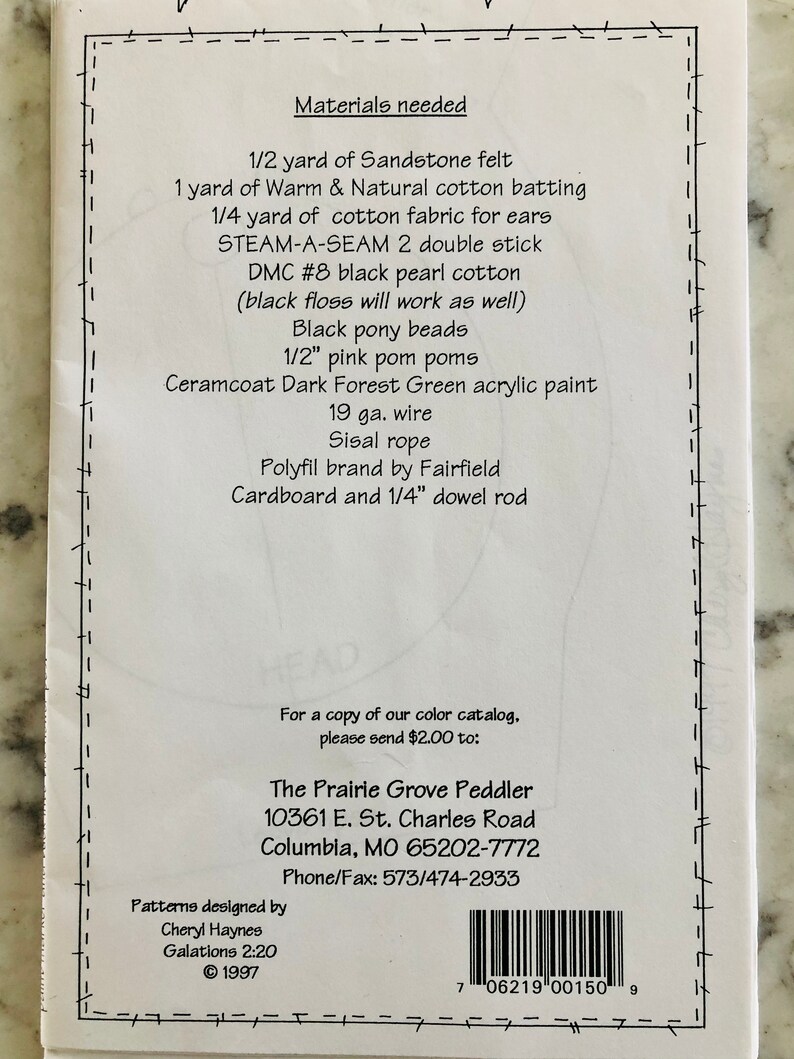 Materials needed
1/2 yard of Sandstone felt
1 yard of Warm & Natural cotton batting
1/4 yard of cotton fabric for ears
STEAM-A-SEAM 2 double stick
DMC #8 black pearl cotton
(black floss will work as well)
Black pony beads
1/2" pink pom poms
Ceramcoat Dark Forest Green acrylic paint
19 ga. wire
Sisal rope
Polyfil brand by Fairfield
Cardboard and 1/4" dowel rod
HEAD
For a copy of our color catalog,
please send $2.00 to:
The Prairie Grove Peddler
10361 E. St. Charles Road
Columbia, MO 65202-7772
Phone/Fax: 573/474-2933
Patterns designed by
Cheryl Haynes
Galations 2:20
© 1997
7 06219 00150 9